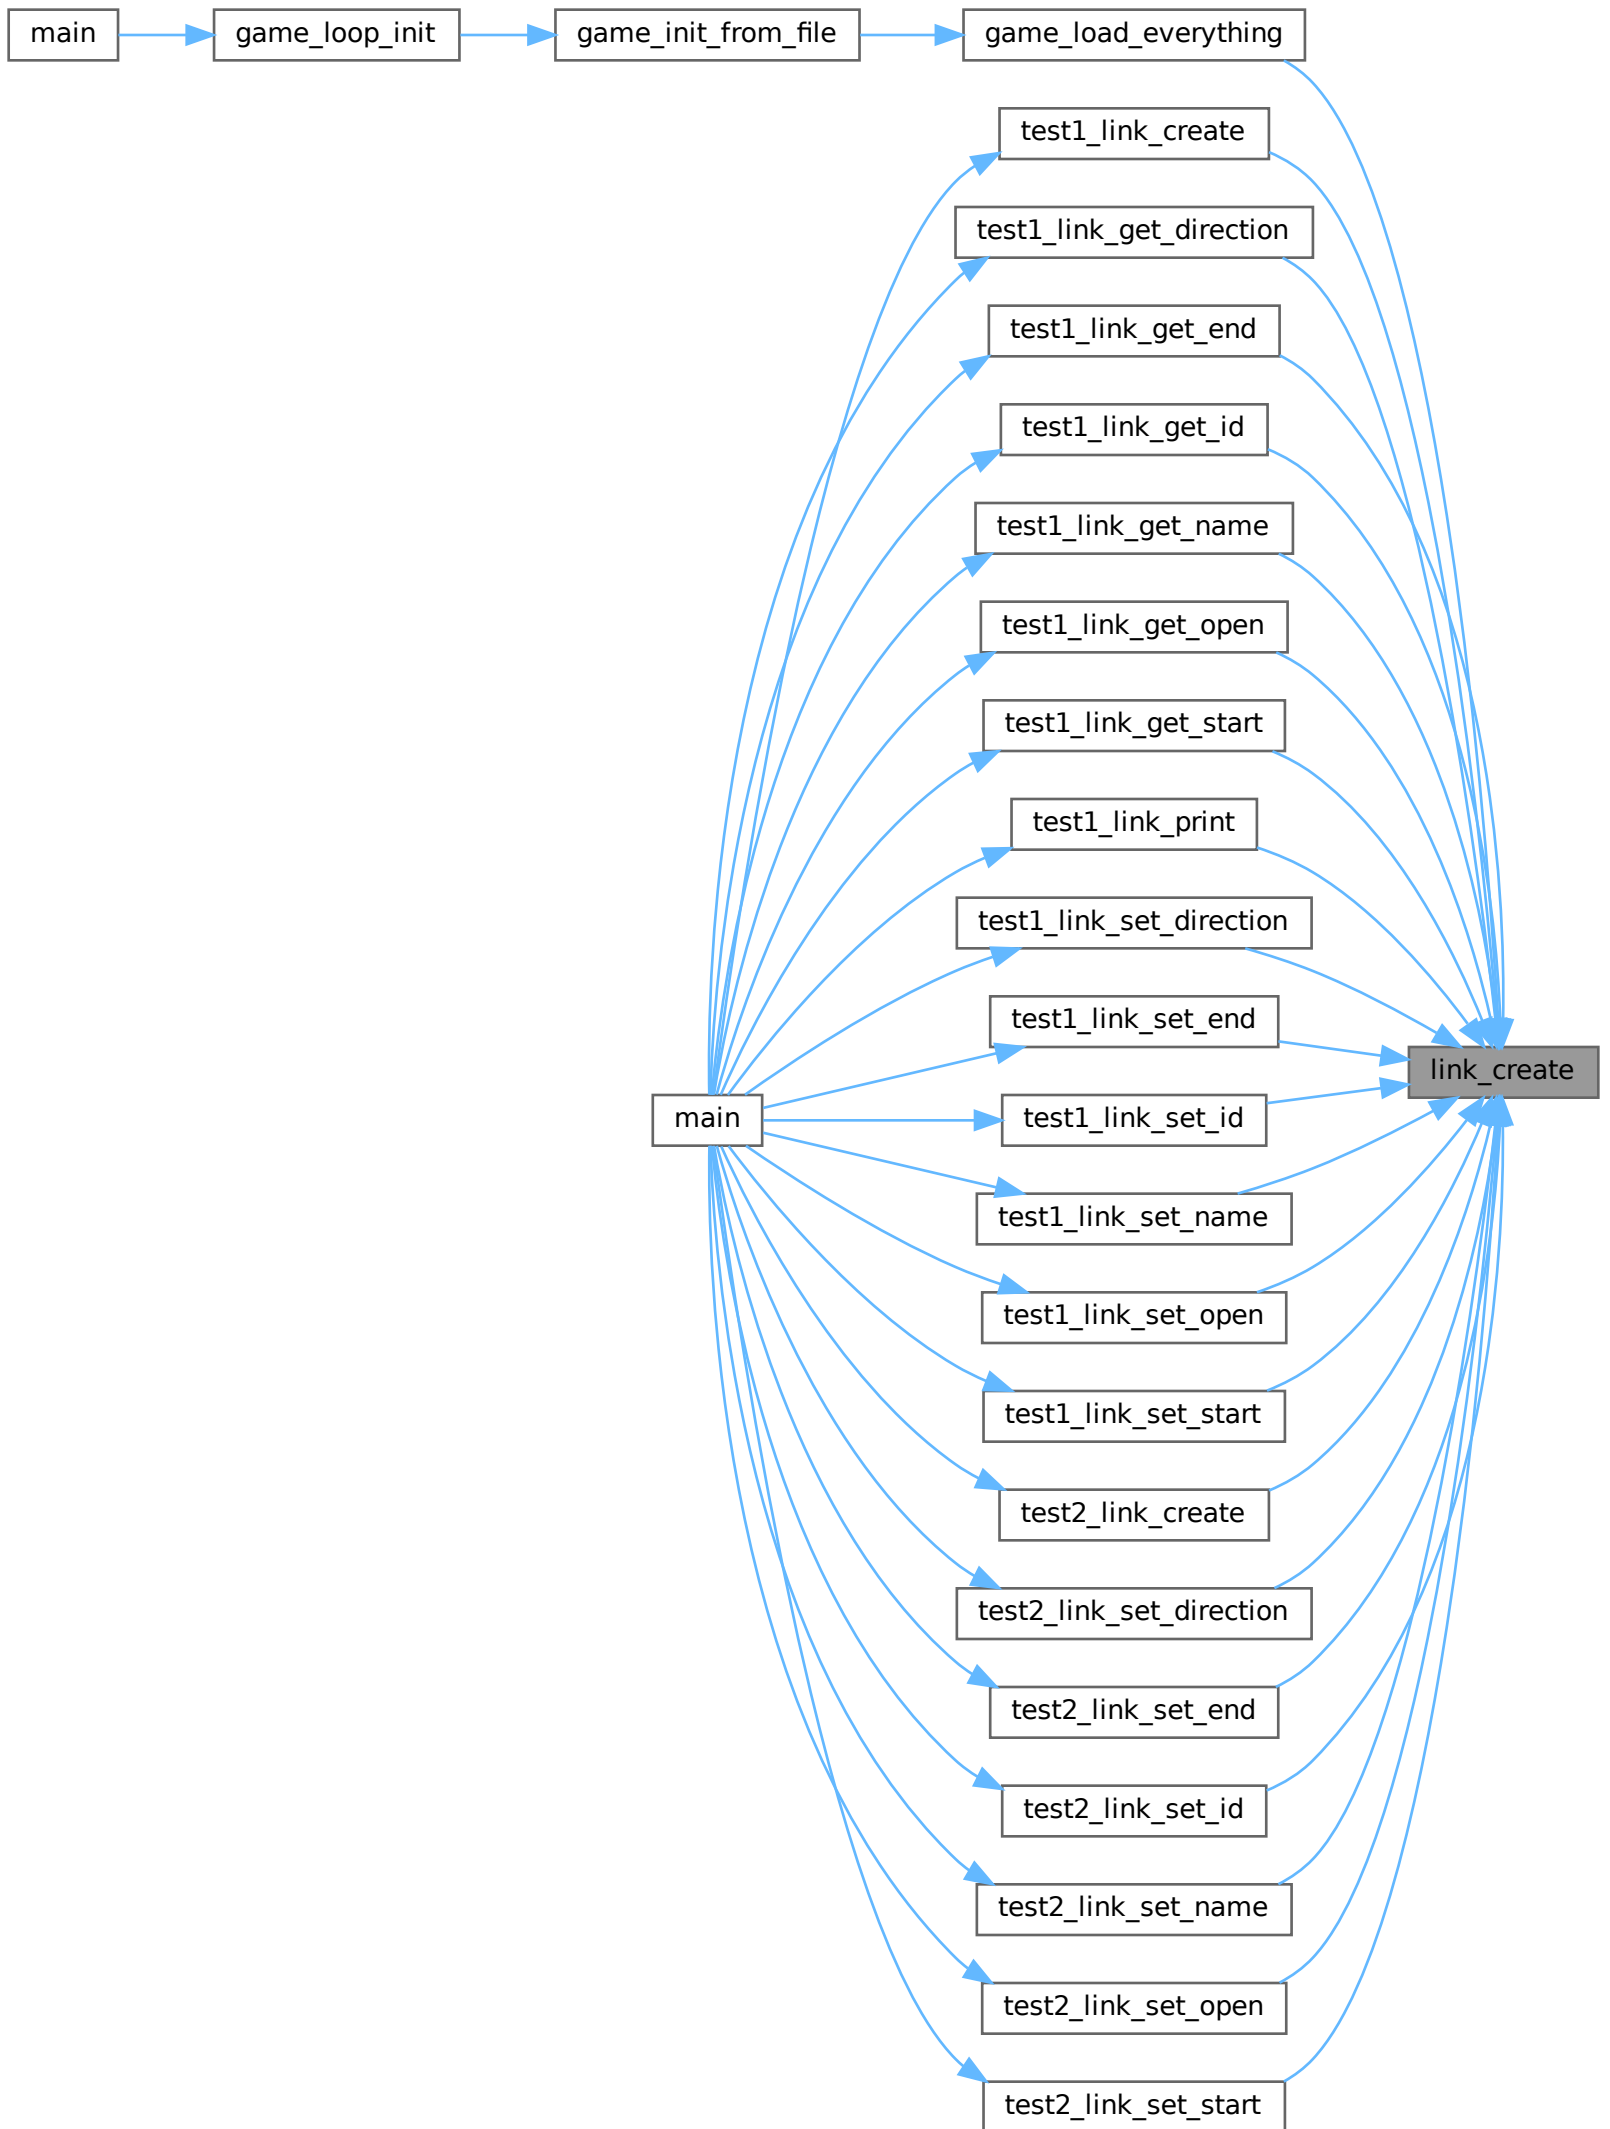 main
game_loop_init
game_init_from_file
game_load_everything
test1_link_create
test1_link_get_direction
test1_link_get_end
test1_link_get_id
test1_link_get_name
test1_link_get_open
test1_link_get_start
test1_link_print
test1_link_set_direction
test1_link_set_end
link_create
main
test1_link_set_id
test1_link_set_name
test1_link_set_open
test1_link_set_start
test2_link_create
test2_link_set_direction
test2_link_set_end
test2_link_set_id
test2_link_set_name
test2_link_set_open
test2_link_set_start